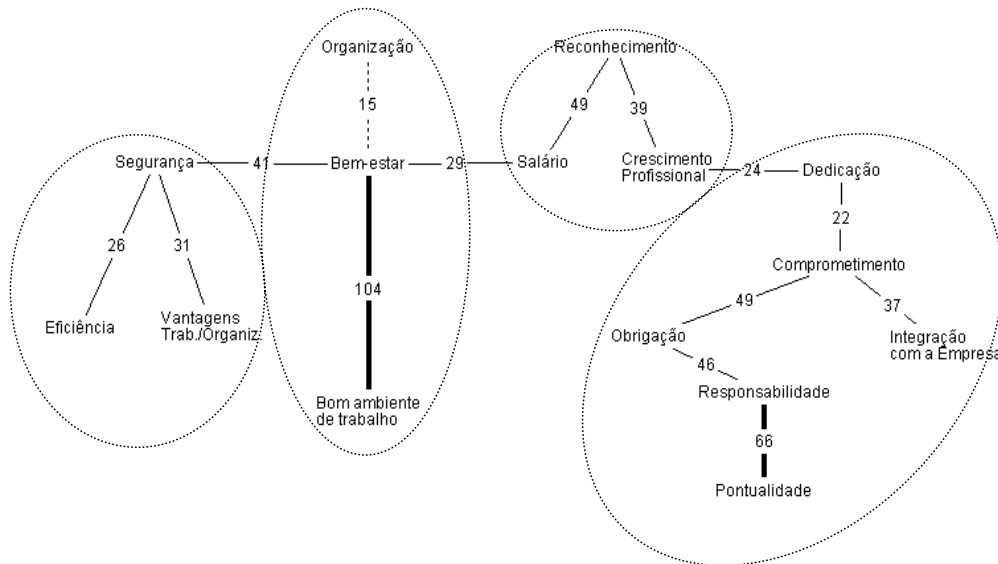 Organização
Reconhecimento
15
49
39
Segurança
41
Bem-estar
29
Salário
Crescimento
Profissional
24
Dedicação
26
31
22
Comprometimento
104
49
37
Eficiência
Vantagens
Trab./Organiz.
Obrigação
Integração
com a Empresa
46
Bom ambiente
de trabalho
Responsabilidade
66
Pontualidade